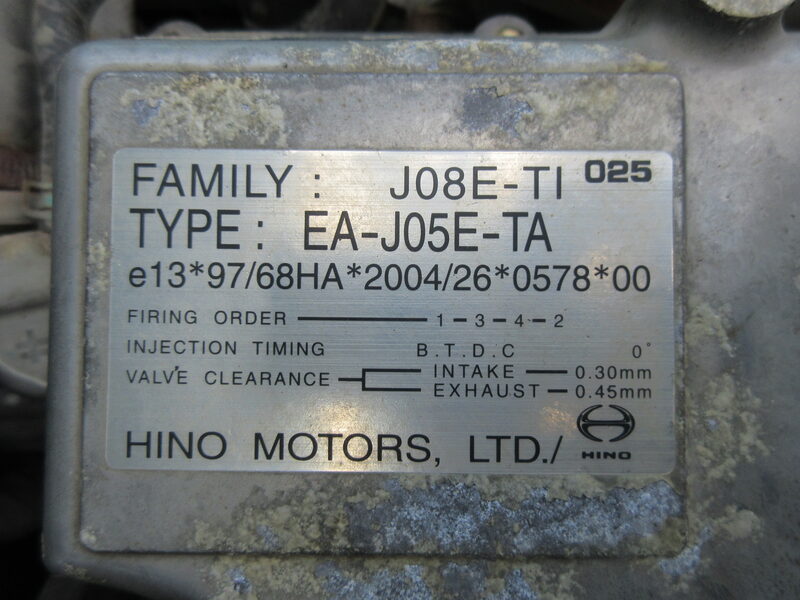 FAMILY : J08E-TI 025
TYPE : EA-J05E-TA
e13*97/68HA*2004/26*0578*00
FIRING ORDER 1-3-4-2
INJECTION TIMING B.T.D.C 0°
VALVE CLEARANCE INTAKE 0.30mm
EXHAUST 0.45mm
HINO MOTORS, LTD./ HINO